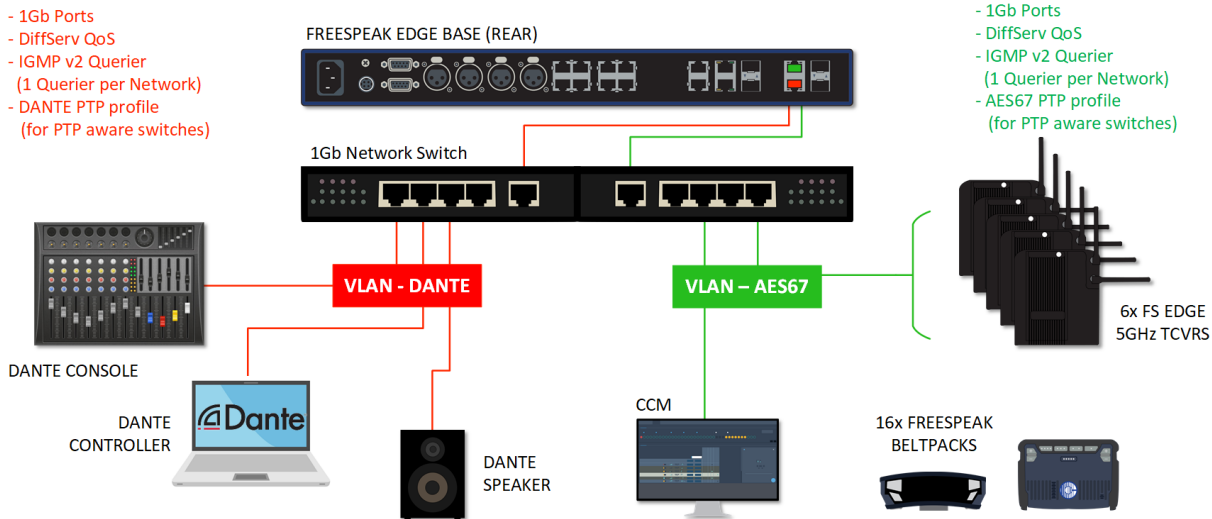 - 1Gb Ports
- DiffServ QoS
- IGMP v2 Querier
(1 Querier per Network)
- DANTE PTP profile
(for PTP aware switches)
FREESPEAK EDGE BASE (REAR)
- 1Gb Ports
- DiffServ QoS
- IGMP v2 Querier
(1 Querier per Network)
- AES67 PTP profile
(for PTP aware switches)
1Gb Network Switch
VLAN - DANTE
VLAN – AES67
6x FS EDGE
5GHz TCVRS
DANTE CONSOLE
DANTE
CONTROLLER
Dante
DANTE
SPEAKER
CCM
16x FREESPEAK
BELTPACKS